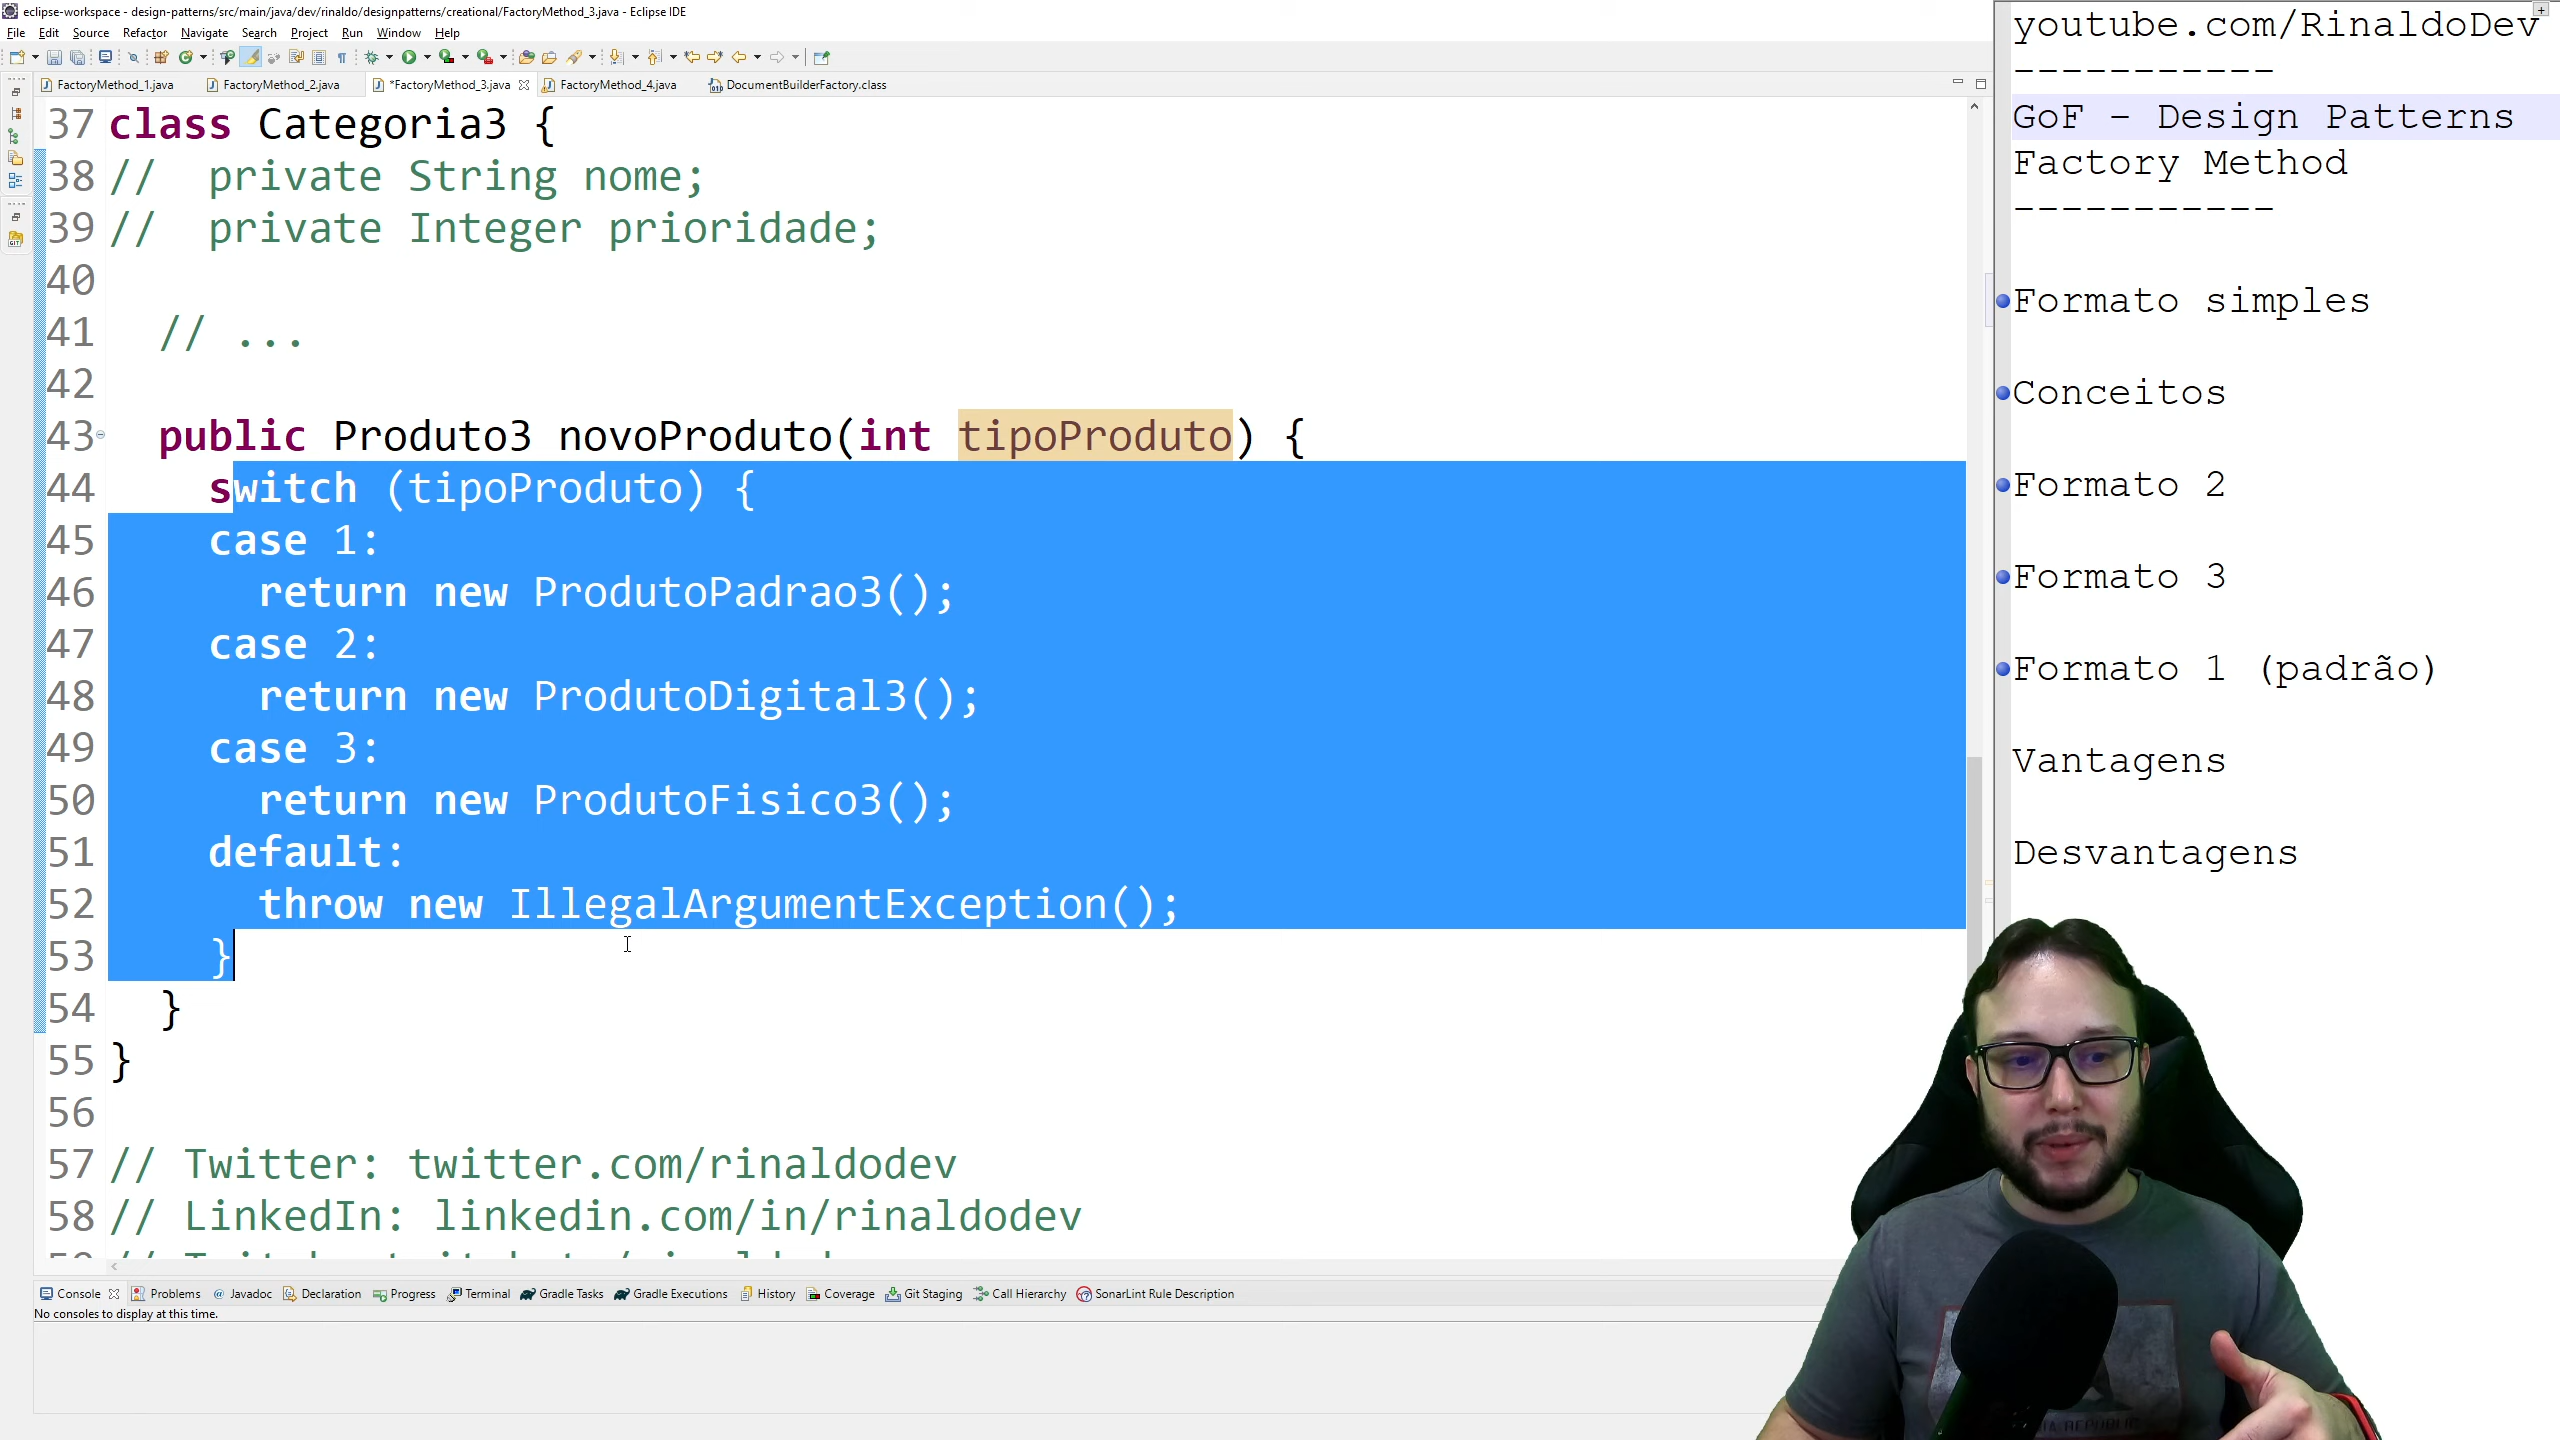 eclipse-workspace - design-patterns/src/main/java/dev/rinaldo/designpatterns/creational/FactoryMethod_3.java - Eclipse IDE
File Edit Source Refactor Navigate Search Project Run Window Help
FactoryMethod_1.java FactoryMethod_2.java *FactoryMethod_3.java FactoryMethod_4.java DocumentBuilderFactory.class
37 class Categoria3 {
38 //  private String nome;
39 //  private Integer prioridade;
40
41   // ...
42
43   public Produto3 novoProduto(int tipoProduto) {
44     switch (tipoProduto) {
45     case 1:
46       return new ProdutoPadrao3();
47     case 2:
48       return new ProdutoDigital3();
49     case 3:
50       return new ProdutoFisico3();
51     default:
52       throw new IllegalArgumentException();
53     }
54   }
55 }
56
57 // Twitter: twitter.com/rinaldodev
58 // LinkedIn: linkedin.com/in/rinaldodev
Console Problems Javadoc Declaration Progress Terminal Gradle Tasks Gradle Executions History Coverage Git Staging Call Hierarchy SonarLint Rule Description
No consoles to display at this time.
youtube.com/RinaldoDev
-----------
GoF - Design Patterns
Factory Method
-----------
Formato simples
Conceitos
Formato 2
Formato 3
Formato 1 (padrão)
Vantagens
Desvantagens